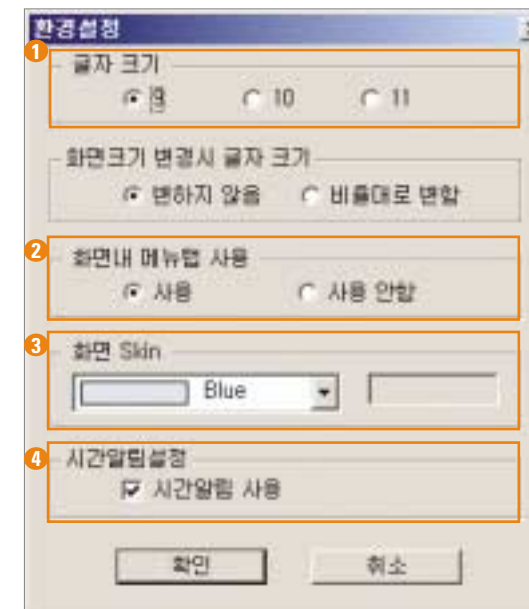 환경설정
1
글자 크기
9 10 11
화면크기 변경시 글자 크기
변하지 않음 비율대로 변함
2
화면내 메뉴탭 사용
사용 사용 안함
3
화면 Skin
Blue
4
시간알림설정
시간알림 사용
확인 취소